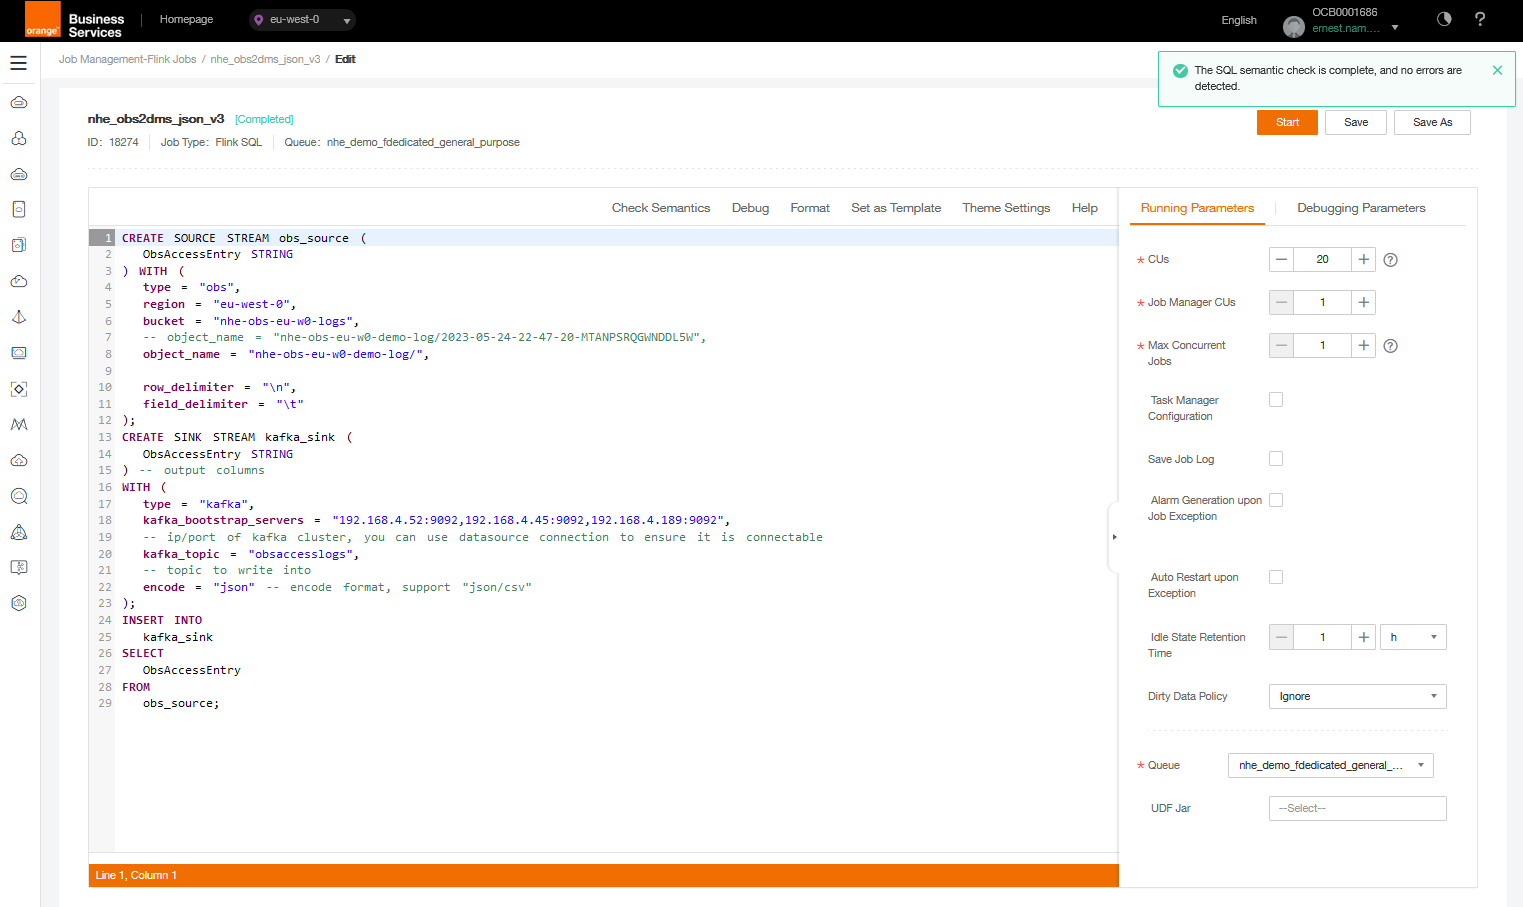 orange™
Business
Services
Homepage
eu-west-0
English
OCB0001686
ernest.nam....
?
Job Management-Flink Jobs / nhe_obs2dms_json_v3 / Edit
The SQL semantic check is complete, and no errors are
detected.
nhe_obs2dms_json_v3 [Completed]
Start
Save
Save As
ID: 18274
Job Type: Flink SQL
Queue: nhe_demo_fdedicated_general_purpose
Check Semantics
Debug
Format
Set as Template
Theme Settings
Help
1 CREATE SOURCE STREAM obs_source (
2 ObsAccessEntry STRING
3 ) WITH (
4 type = "obs",
5 region = "eu-west-0",
6 bucket = "nhe-obs-eu-w0-logs",
7 -- object_name = "nhe-obs-eu-w0-demo-log/2023-05-24-22-47-20-MTANPSRQGWNDDL5W",
8 object_name = "nhe-obs-eu-w0-demo-log/",
9
10 row_delimiter = "\n",
11 field_delimiter = "\t"
12 );
13 CREATE SINK STREAM kafka_sink (
14 ObsAccessEntry STRING
15 ) -- output columns
16 WITH (
17 type = "kafka",
18 kafka_bootstrap_servers = "192.168.4.52:9092,192.168.4.45:9092,192.168.4.189:9092",
19 -- ip/port of kafka cluster, you can use datasource connection to ensure it is connectable
20 kafka_topic = "obsaccesslogs",
21 -- topic to write into
22 encode = "json" -- encode format, support "json/csv"
23 );
24 INSERT INTO
25 kafka_sink
26 SELECT
27 ObsAccessEntry
28 FROM
29 obs_source;
Line 1, Column 1
Running Parameters
Debugging Parameters
* CUs
— 20 + ?
* Job Manager CUs
— 1 +
* Max Concurrent
Jobs
— 1 + ?
Task Manager
Configuration
Save Job Log
Alarm Generation upon
Job Exception
Auto Restart upon
Exception
Idle State Retention
Time
— 1 + h
Dirty Data Policy
Ignore
* Queue
nhe_demo_fdedicated_general_...
UDF Jar
--Select--